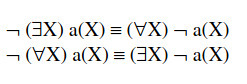 ¬ (∃X) a(X) ≡ (∀X) ¬ a(X)
¬ (∀X) a(X) ≡ (∃X) ¬ a(X)